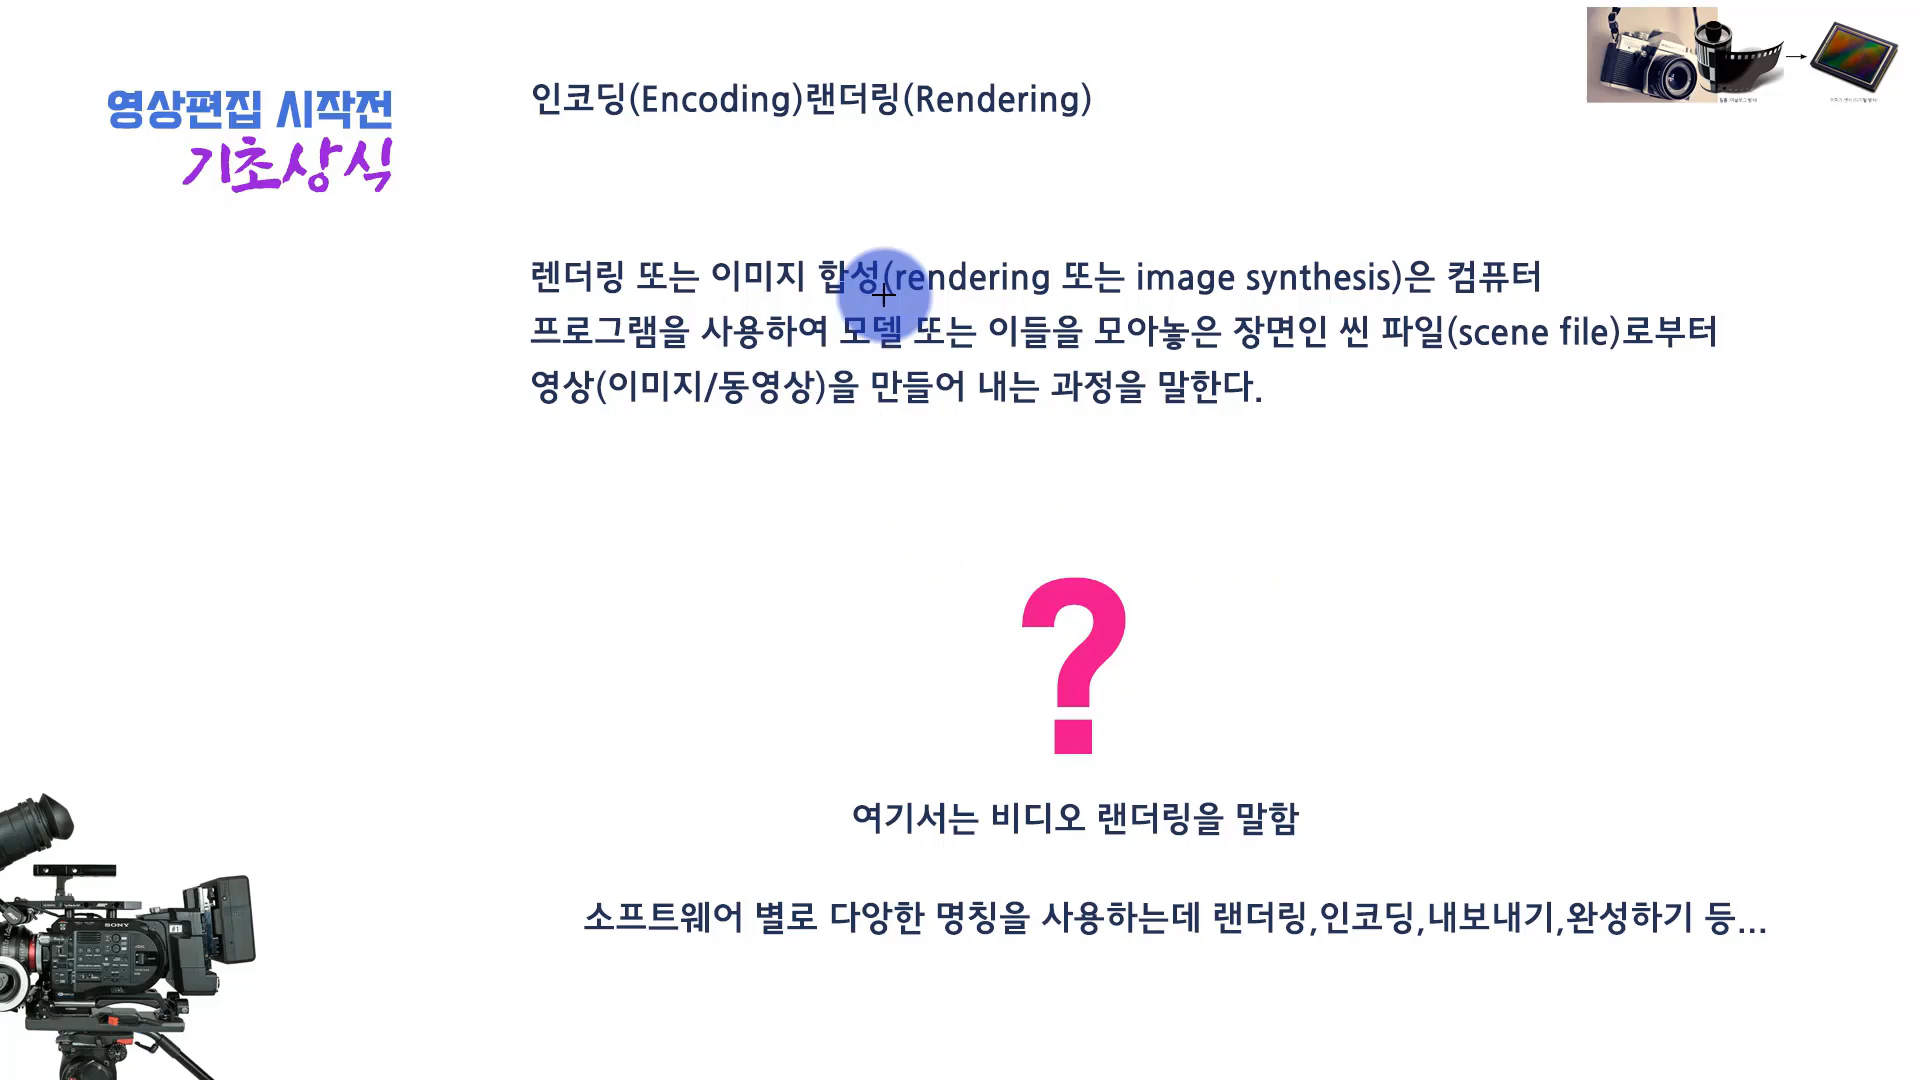 영상편집 시작전
기초상식
인코딩(Encoding)랜더링(Rendering)
렌더링 또는 이미지 합성(rendering 또는 image synthesis)은 컴퓨터
프로그램을 사용하여 모델 또는 이들을 모아놓은 장면인 씬 파일(scene file)로부터
영상(이미지/동영상)을 만들어 내는 과정을 말한다.
?
여기서는 비디오 랜더링을 말함
소프트웨어 별로 다앙한 명칭을 사용하는데 랜더링,인코딩,내보내기,완성하기 등...
SONY
#1